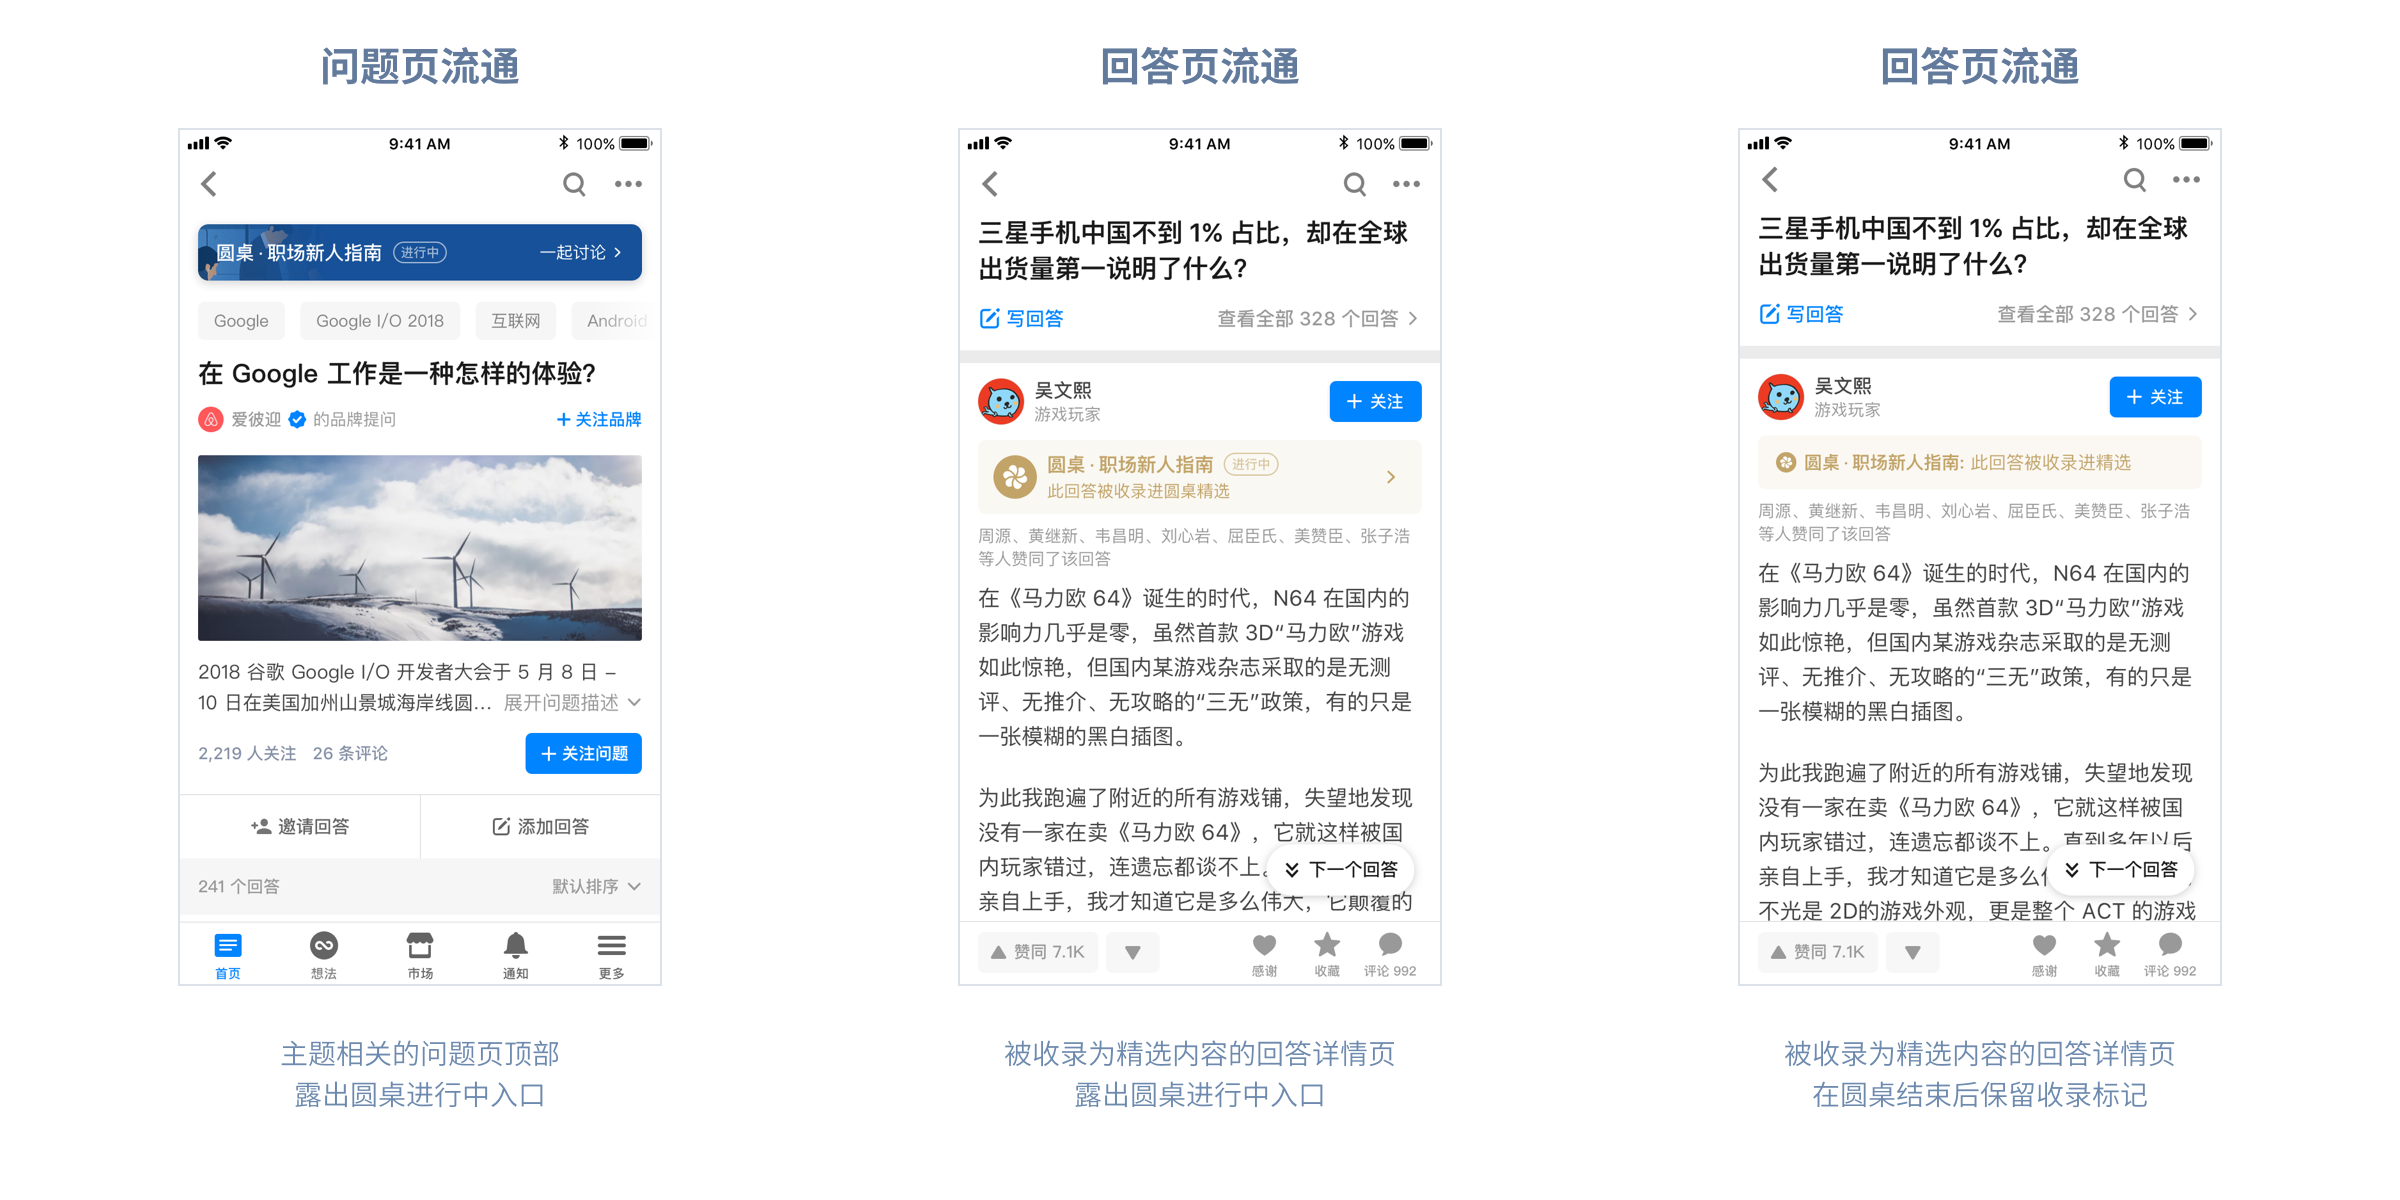 问题页流通
9:41 AM
100%
圆桌 · 职场新人指南 进行中 一起讨论
Google Google I/O 2018 互联网 Android
在 Google 工作是一种怎样的体验?
爱彼迎 的品牌提问 + 关注品牌
2018 谷歌 Google I/O 开发者大会于 5 月 8 日 –
10 日在美国加州山景城海岸线圆... 展开问题描述
2,219 人关注 26 条评论 + 关注问题
邀请回答 添加回答
241 个回答 默认排序
首页 想法 市场 通知 更多
主题相关的问题页顶部
露出圆桌进行中入口
回答页流通
9:41 AM
100%
三星手机中国不到 1% 占比，却在全球
出货量第一说明了什么?
写回答 查看全部 328 个回答
吴文熙
游戏玩家
+ 关注
圆桌 · 职场新人指南 进行中
此回答被收录进圆桌精选
周源、黄继新、韦昌明、刘心岩、屈臣氏、美赞臣、张子浩
等人赞同了该回答
在《马力欧 64》诞生的时代，N64 在国内的
影响力几乎是零，虽然首款 3D“马力欧”游戏
如此惊艳，但国内某游戏杂志采取的是无测
评、无推介、无攻略的“三无”政策，有的只是
一张模糊的黑白插图。
为此我跑遍了附近的所有游戏铺，失望地发现
没有一家在卖《马力欧 64》，它就这样被国
内玩家错过，连遗忘都谈不上。
下一个回答
亲自上手，我才知道它是多么伟大，它颠覆的
赞同 7.1K 感谢 收藏 评论 992
被收录为精选内容的回答详情页
露出圆桌进行中入口
回答页流通
9:41 AM
100%
三星手机中国不到 1% 占比，却在全球
出货量第一说明了什么?
写回答 查看全部 328 个回答
吴文熙
游戏玩家
+ 关注
圆桌 · 职场新人指南: 此回答被收录进精选
周源、黄继新、韦昌明、刘心岩、屈臣氏、美赞臣、张子浩
等人赞同了该回答
在《马力欧 64》诞生的时代，N64 在国内的
影响力几乎是零，虽然首款 3D“马力欧”游戏
如此惊艳，但国内某游戏杂志采取的是无测
评、无推介、无攻略的“三无”政策，有的只是
一张模糊的黑白插图。
为此我跑遍了附近的所有游戏铺，失望地发现
没有一家在卖《马力欧 64》，它就这样被国
内玩家错过，连遗忘都谈不上。直到多年以后
亲自上手，我才知道它是多么
下一个回答
不光是 2D的游戏外观，更是整个 ACT 的游戏
赞同 7.1K 感谢 收藏 评论 992
被收录为精选内容的回答详情页
在圆桌结束后保留收录标记